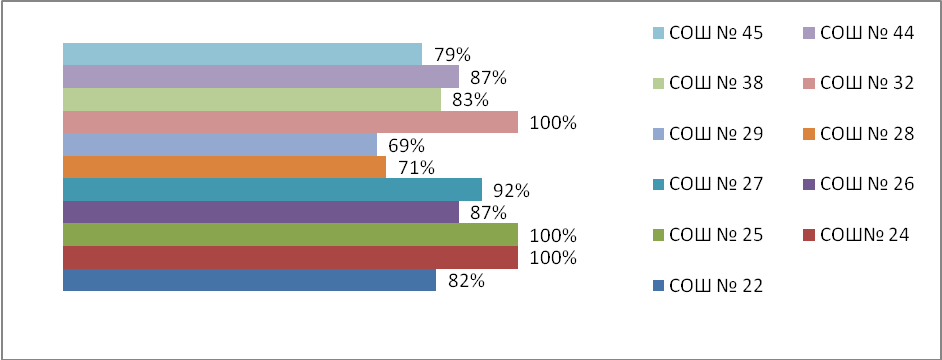 79%
87%
83%
100%
69%
71%
92%
87%
100%
100%
82%
СОШ № 45 СОШ № 44
СОШ № 38 СОШ № 32
СОШ № 29 СОШ № 28
СОШ № 27 СОШ № 26
СОШ № 25 СОШ№ 24
СОШ № 22